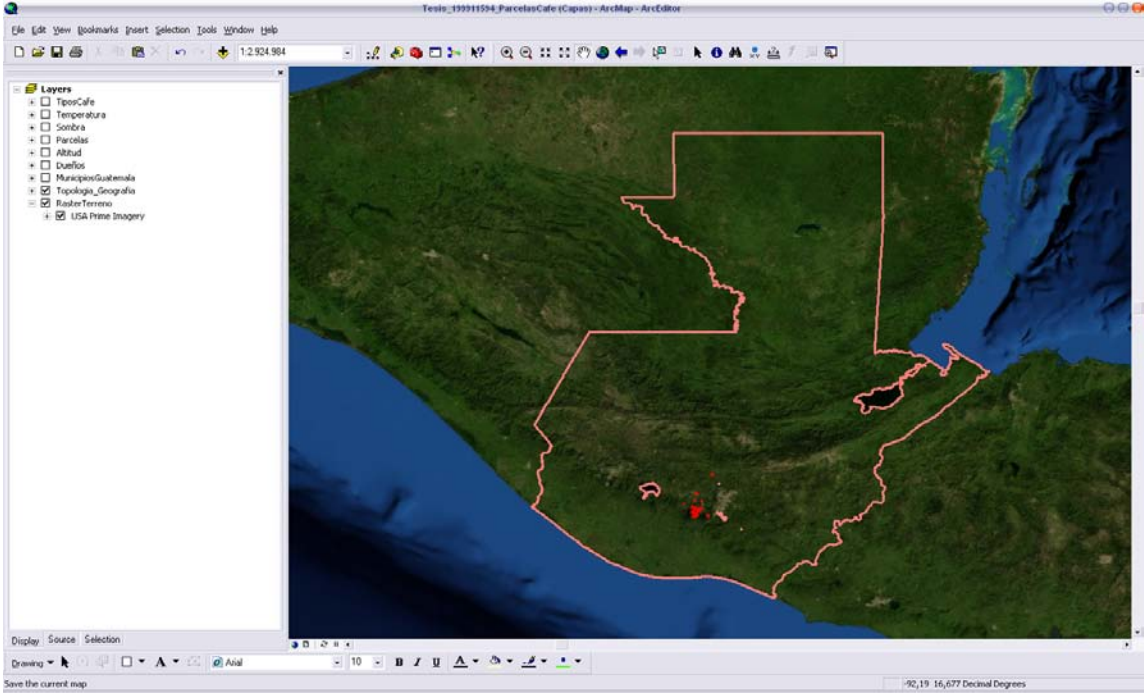 Tesis_199911594_ParcelasCafe (Capas) - ArcMap - ArcEditor
File Edit View Bookmarks Insert Selection Tools Window Help
1:2.924.984
Layers
TiposCafe
Temperatura
Sombra
Parcelas
Altitud
Dueños
MunicipiosGuatemala
Topologia_Geografia
RasterTerreno
USA Prime Imagery
Display Source Selection
Drawing A Arial 10 B I U A
Save the current map -92,19 16,677 Decimal Degrees